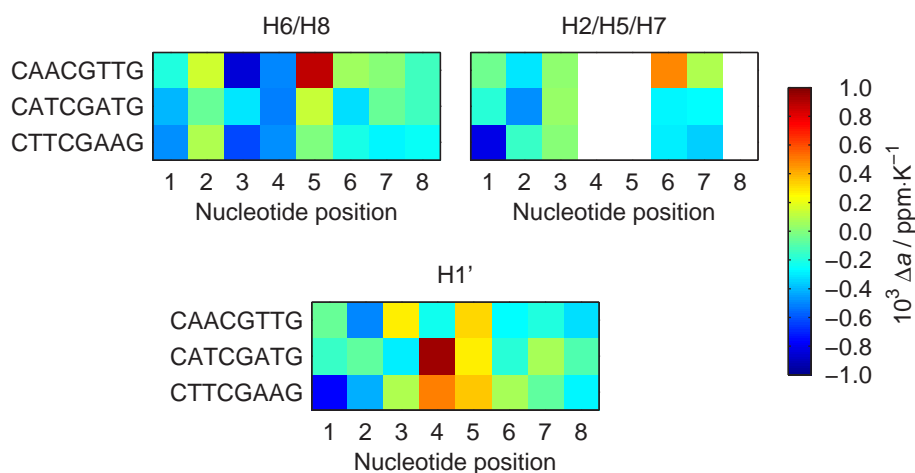 H6/H8
CAACGTTG
CATCGATG
CTTCGAAG
1 2 3 4 5 6 7 8
Nucleotide position
H2/H5/H7
1 2 3 4 5 6 7 8
Nucleotide position
1.0
0.8
0.6
0.4
0.2
0.0
−0.2
−0.4
−0.6
−0.8
−1.0
10³ Δa / ppm·K⁻¹
H1’
CAACGTTG
CATCGATG
CTTCGAAG
1 2 3 4 5 6 7 8
Nucleotide position